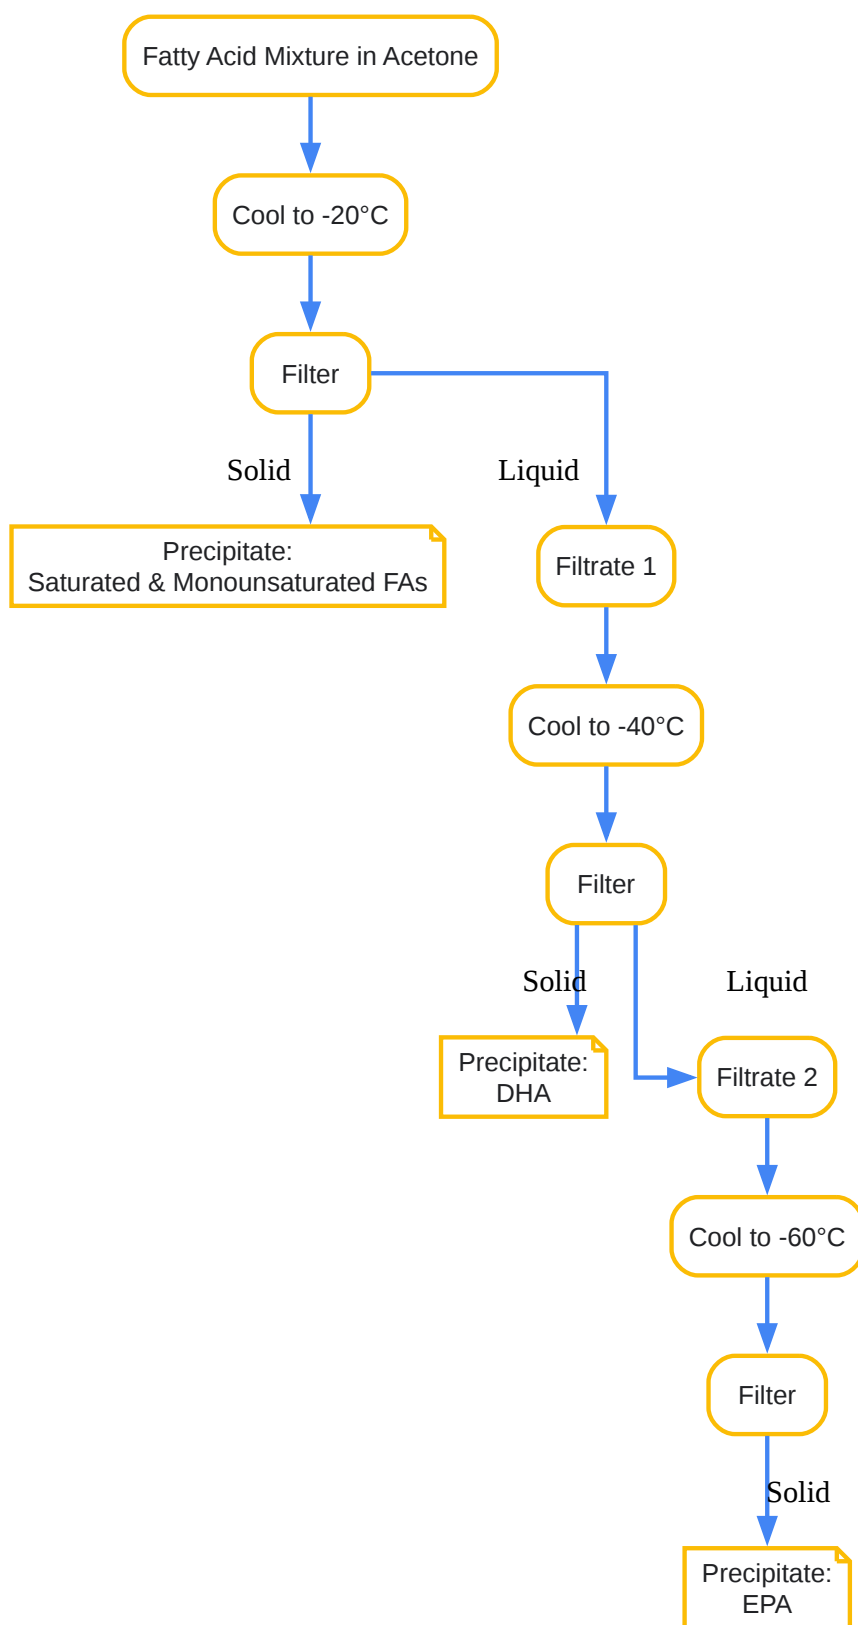 Fatty Acid Mixture in Acetone
Cool to -20°C
Filter
Solid
Liquid
Precipitate:
Saturated & Monounsaturated FAs
Filtrate 1
Cool to -40°C
Filter
Solid
Liquid
Precipitate:
DHA
Filtrate 2
Cool to -60°C
Filter
Solid
Precipitate:
EPA